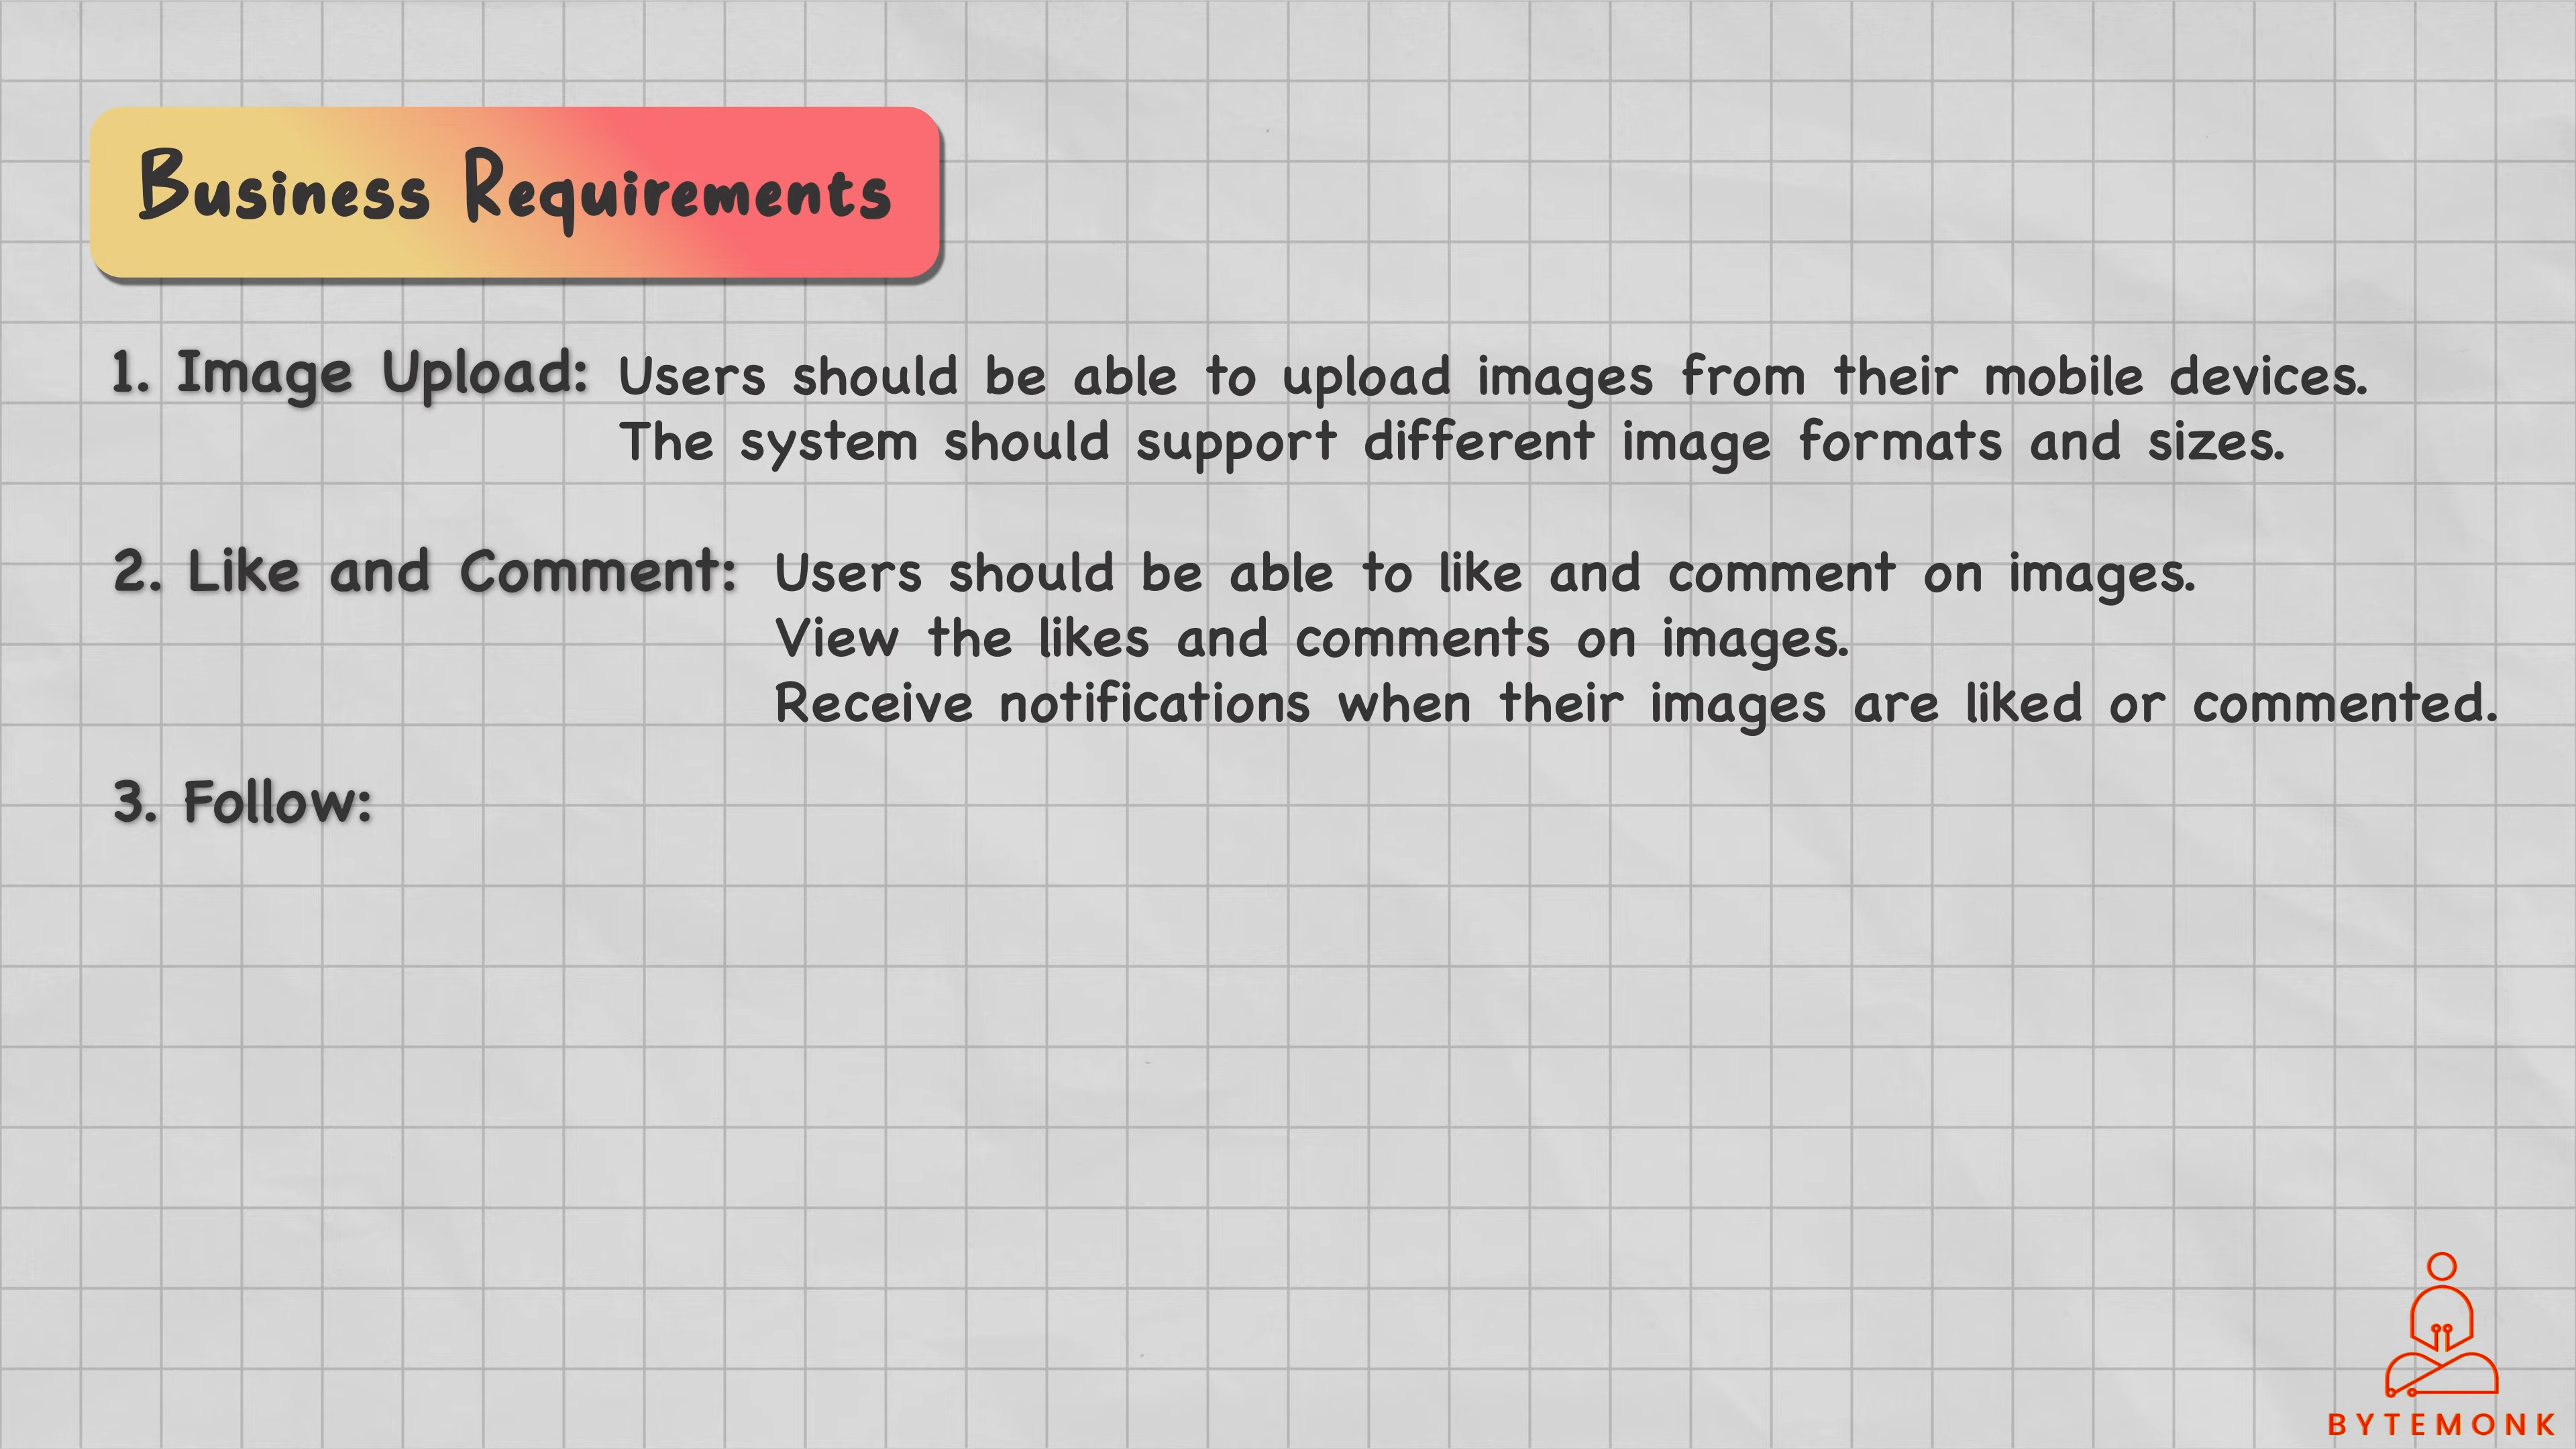 Business Requirements
1. Image Upload: Users should be able to upload images from their mobile devices.
The system should support different image formats and sizes.
2. Like and Comment: Users should be able to like and comment on images.
View the likes and comments on images.
Receive notifications when their images are liked or commented.
3. Follow:
BYTEMONK